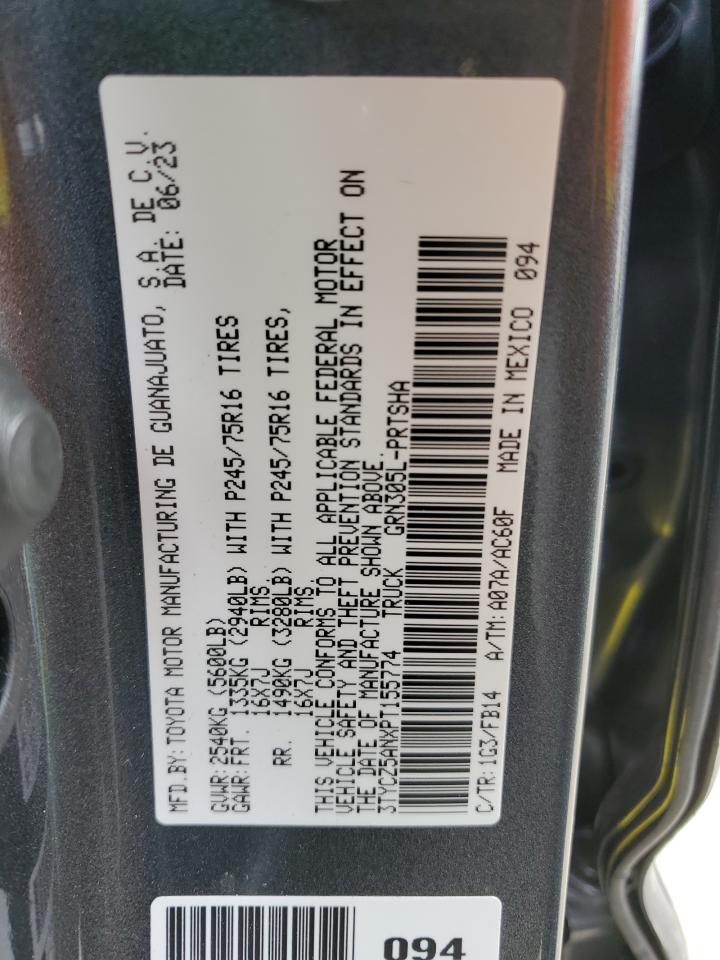 MFD.BY:TOYOTA MOTOR MANUFACTURING DE GUANAJUATO, S.A. DE C.V.
DATE: 06/23
GVWR:2540KG (5600LB)
GAWR:FRT. 1335KG (2940LB) WITH P245/75R16 TIRES
16X7J RIMS
RR. 1490KG (3280LB) WITH P245/75R16 TIRES,
16X7J RIMS
THIS VEHICLE CONFORMS TO ALL APPLICABLE FEDERAL MOTOR
VEHICLE SAFETY AND THEFT PREVENTION STANDARDS IN EFFECT ON
THE DATE OF MANUFACTURE SHOWN ABOVE.
3TYCZ5ANXPT155774 TRUCK GRN305L-PRTSHA
C/TR:1G3/FB14 A/TM:A07A/AC60F MADE IN MEXICO 094
094